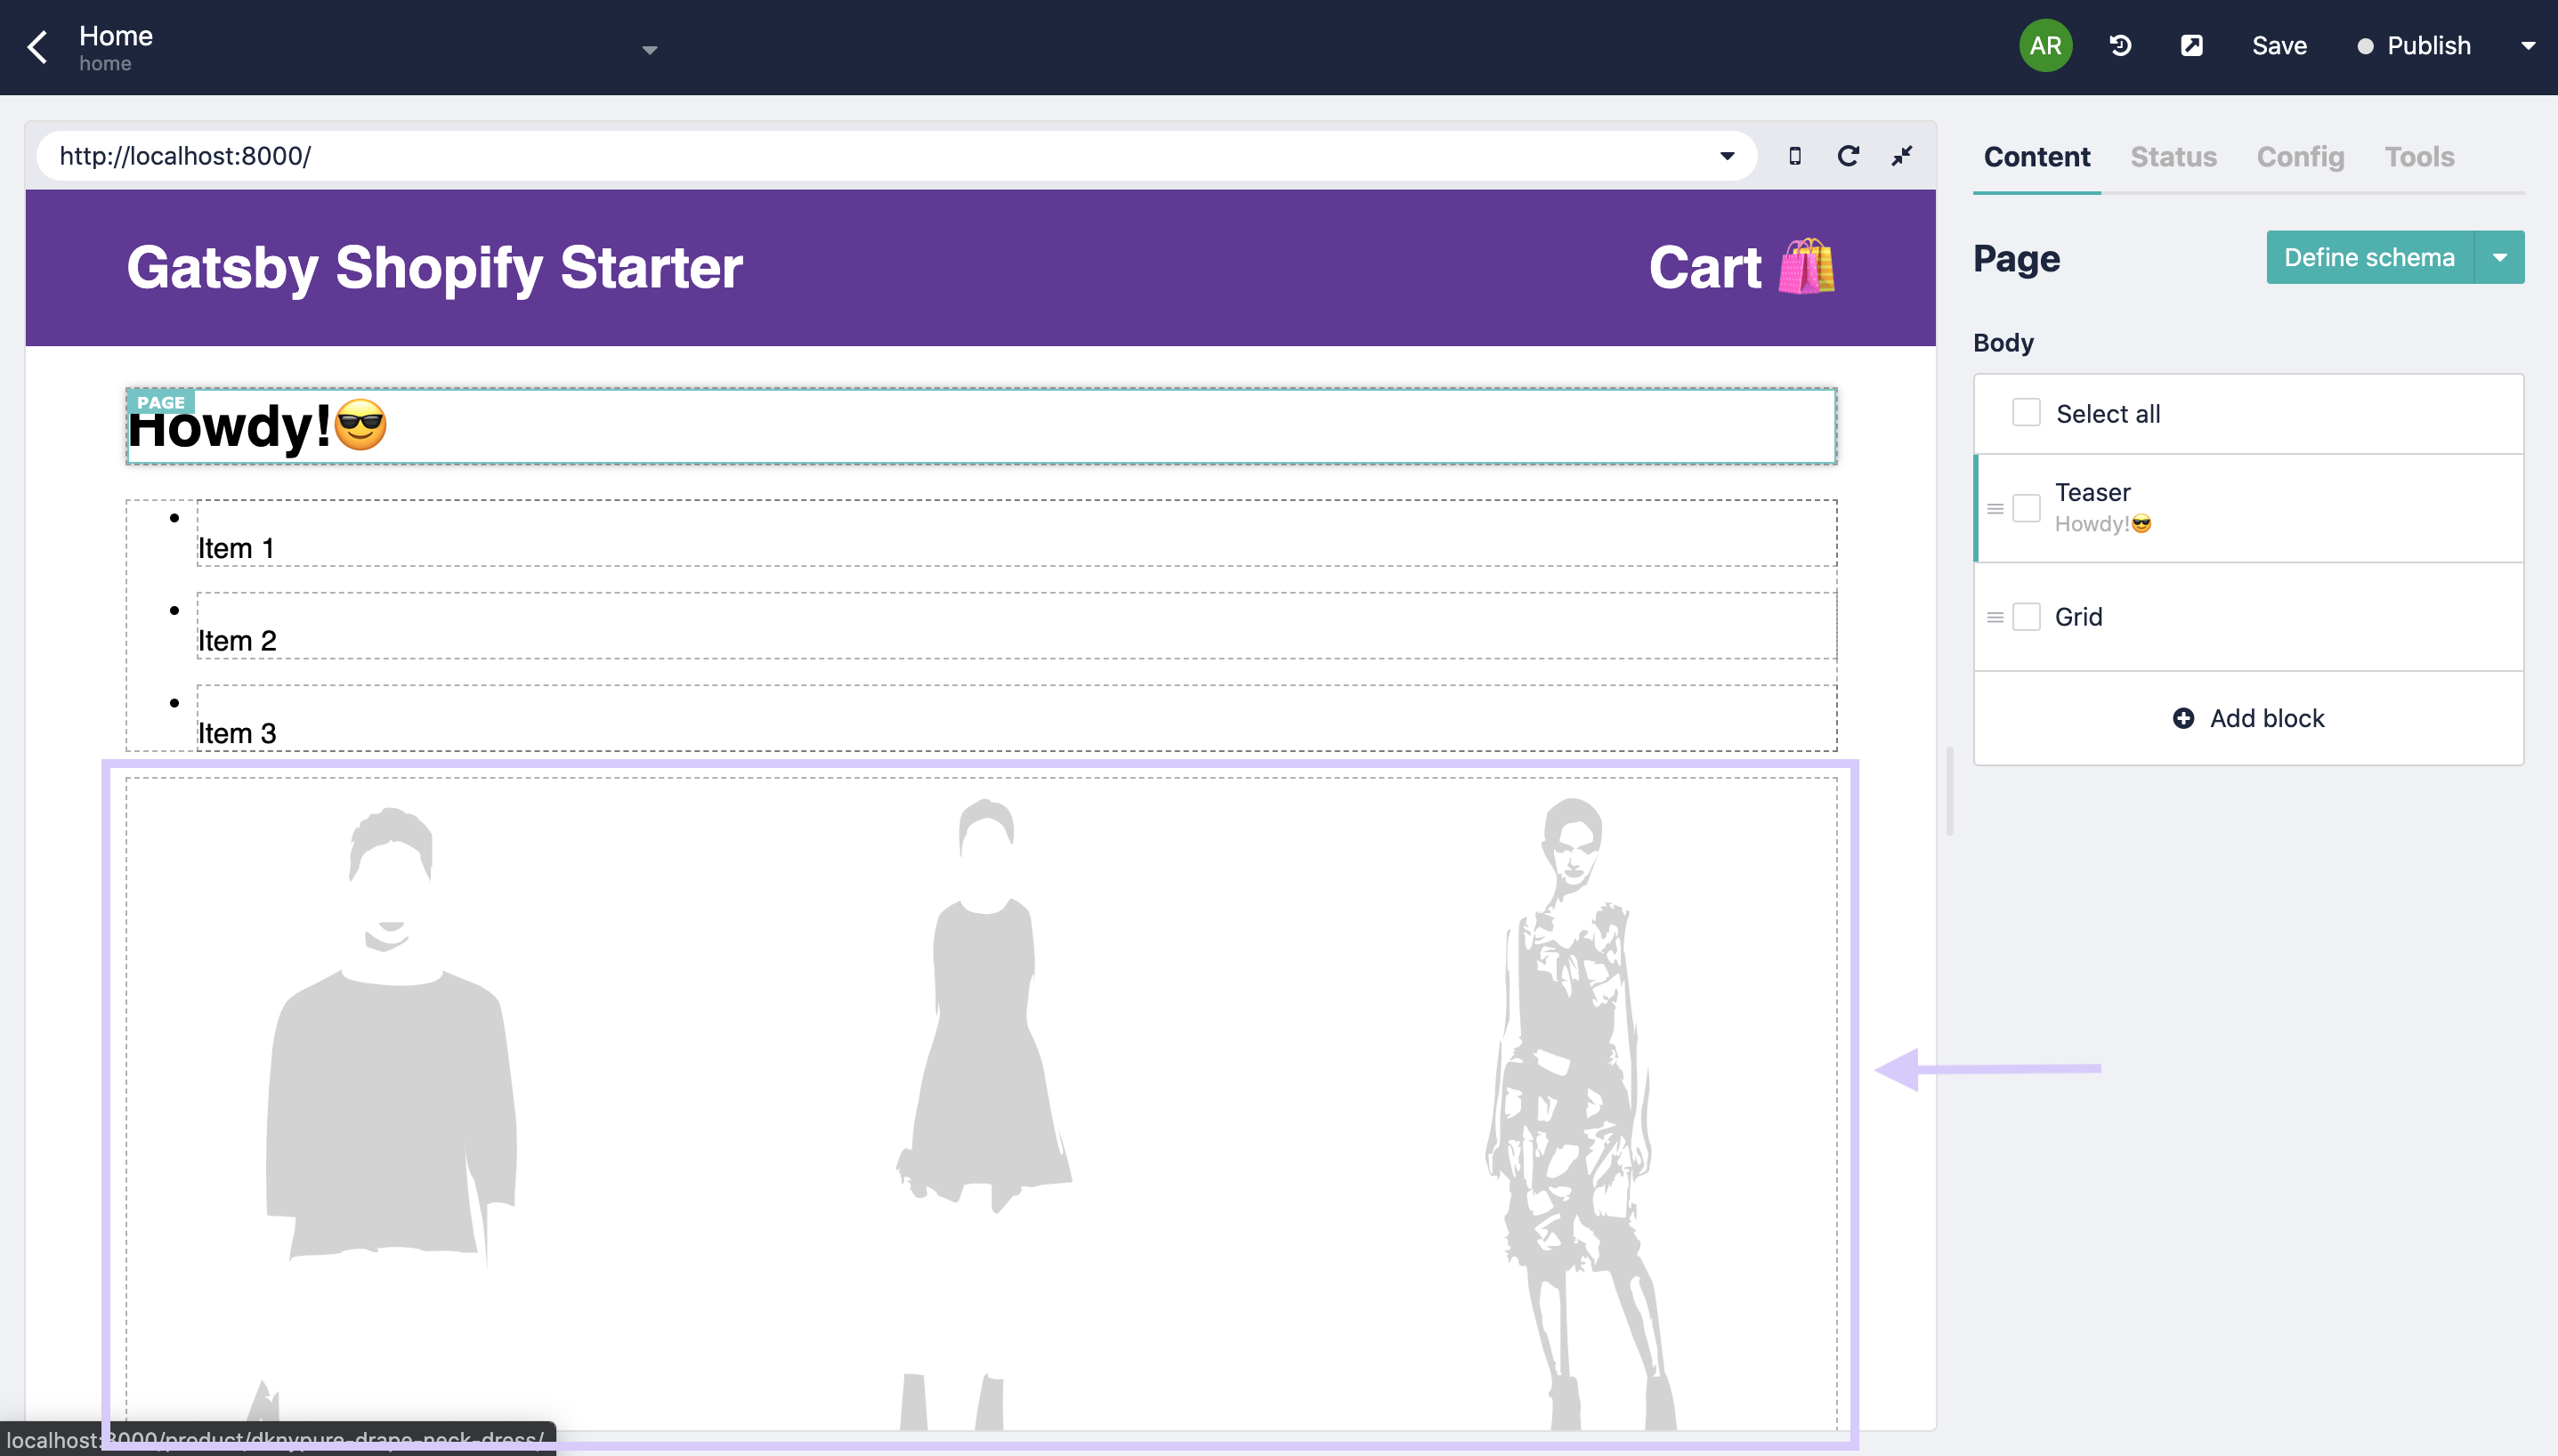 Home
home
AR
Save
Publish
http://localhost:8000/
Content Status Config Tools
Gatsby Shopify Starter
Cart 🛍️
Page
Define schema
Body
PAGE
Howdy!😎
Item 1
Item 2
Item 3
Select all
Teaser
Howdy!😎
Grid
Add block
localhost:8000/product/dknypure-drape-neck-dress/